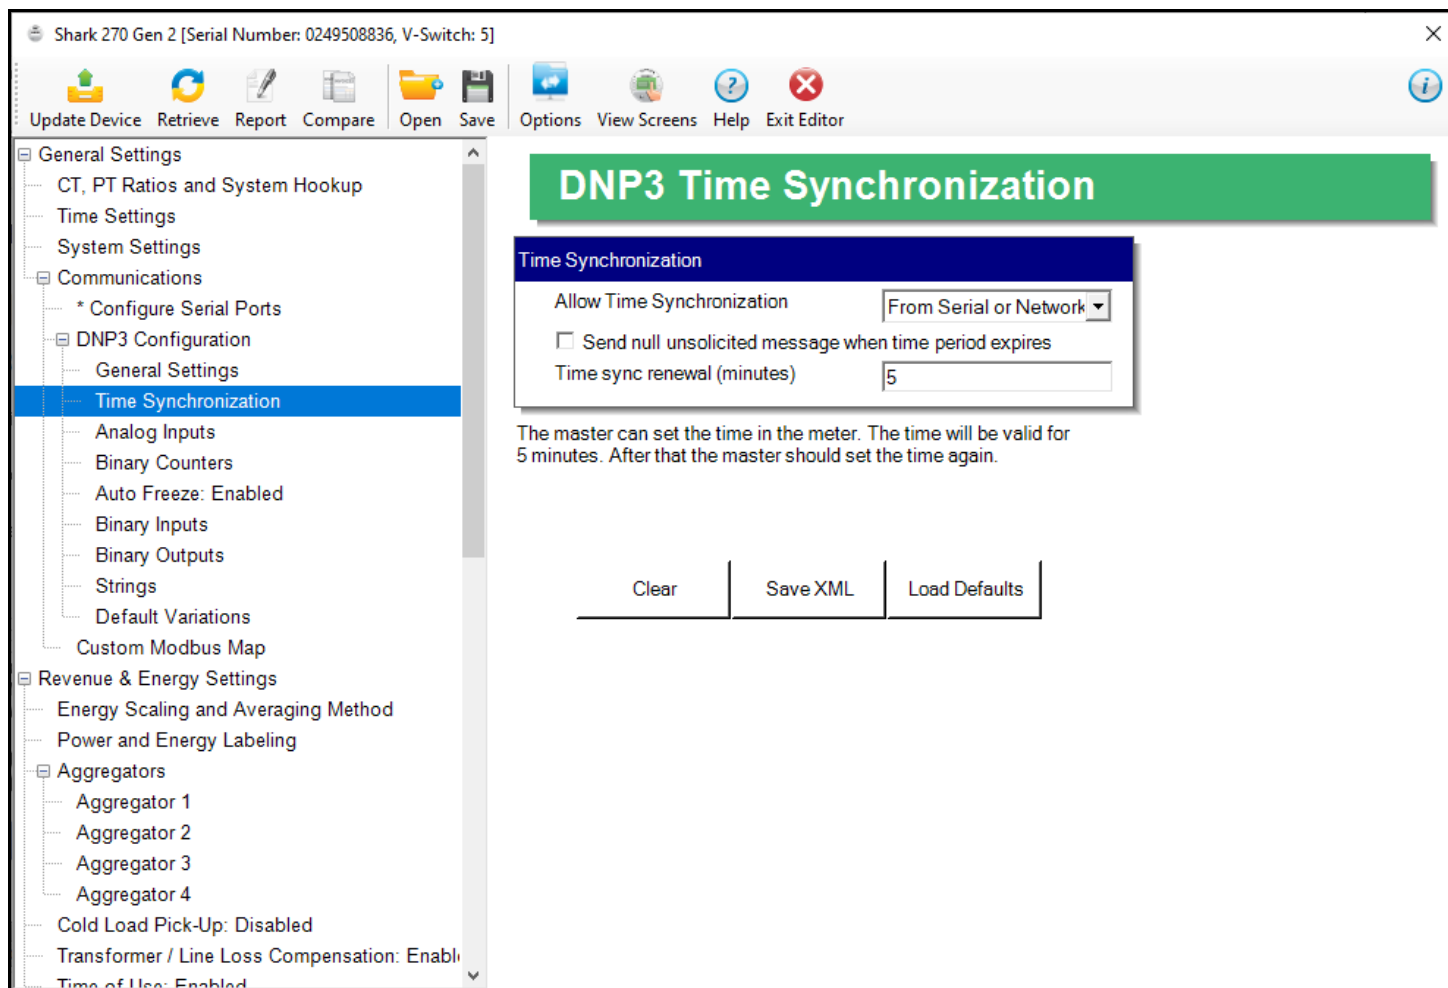 Shark 270 Gen 2 [Serial Number: 0249508836, V-Switch: 5]
Update Device Retrieve Report Compare Open Save Options View Screens Help Exit Editor
General Settings
CT, PT Ratios and System Hookup
Time Settings
System Settings
Communications
* Configure Serial Ports
DNP3 Configuration
General Settings
Time Synchronization
Analog Inputs
Binary Counters
Auto Freeze: Enabled
Binary Inputs
Binary Outputs
Strings
Default Variations
Custom Modbus Map
Revenue & Energy Settings
Energy Scaling and Averaging Method
Power and Energy Labeling
Aggregators
Aggregator 1
Aggregator 2
Aggregator 3
Aggregator 4
Cold Load Pick-Up: Disabled
Transformer / Line Loss Compensation: Enabl
Time of Use: Enabled
DNP3 Time Synchronization
Time Synchronization
Allow Time Synchronization From Serial or Network
Send null unsolicited message when time period expires
Time sync renewal (minutes) 5
The master can set the time in the meter. The time will be valid for
5 minutes. After that the master should set the time again.
Clear Save XML Load Defaults